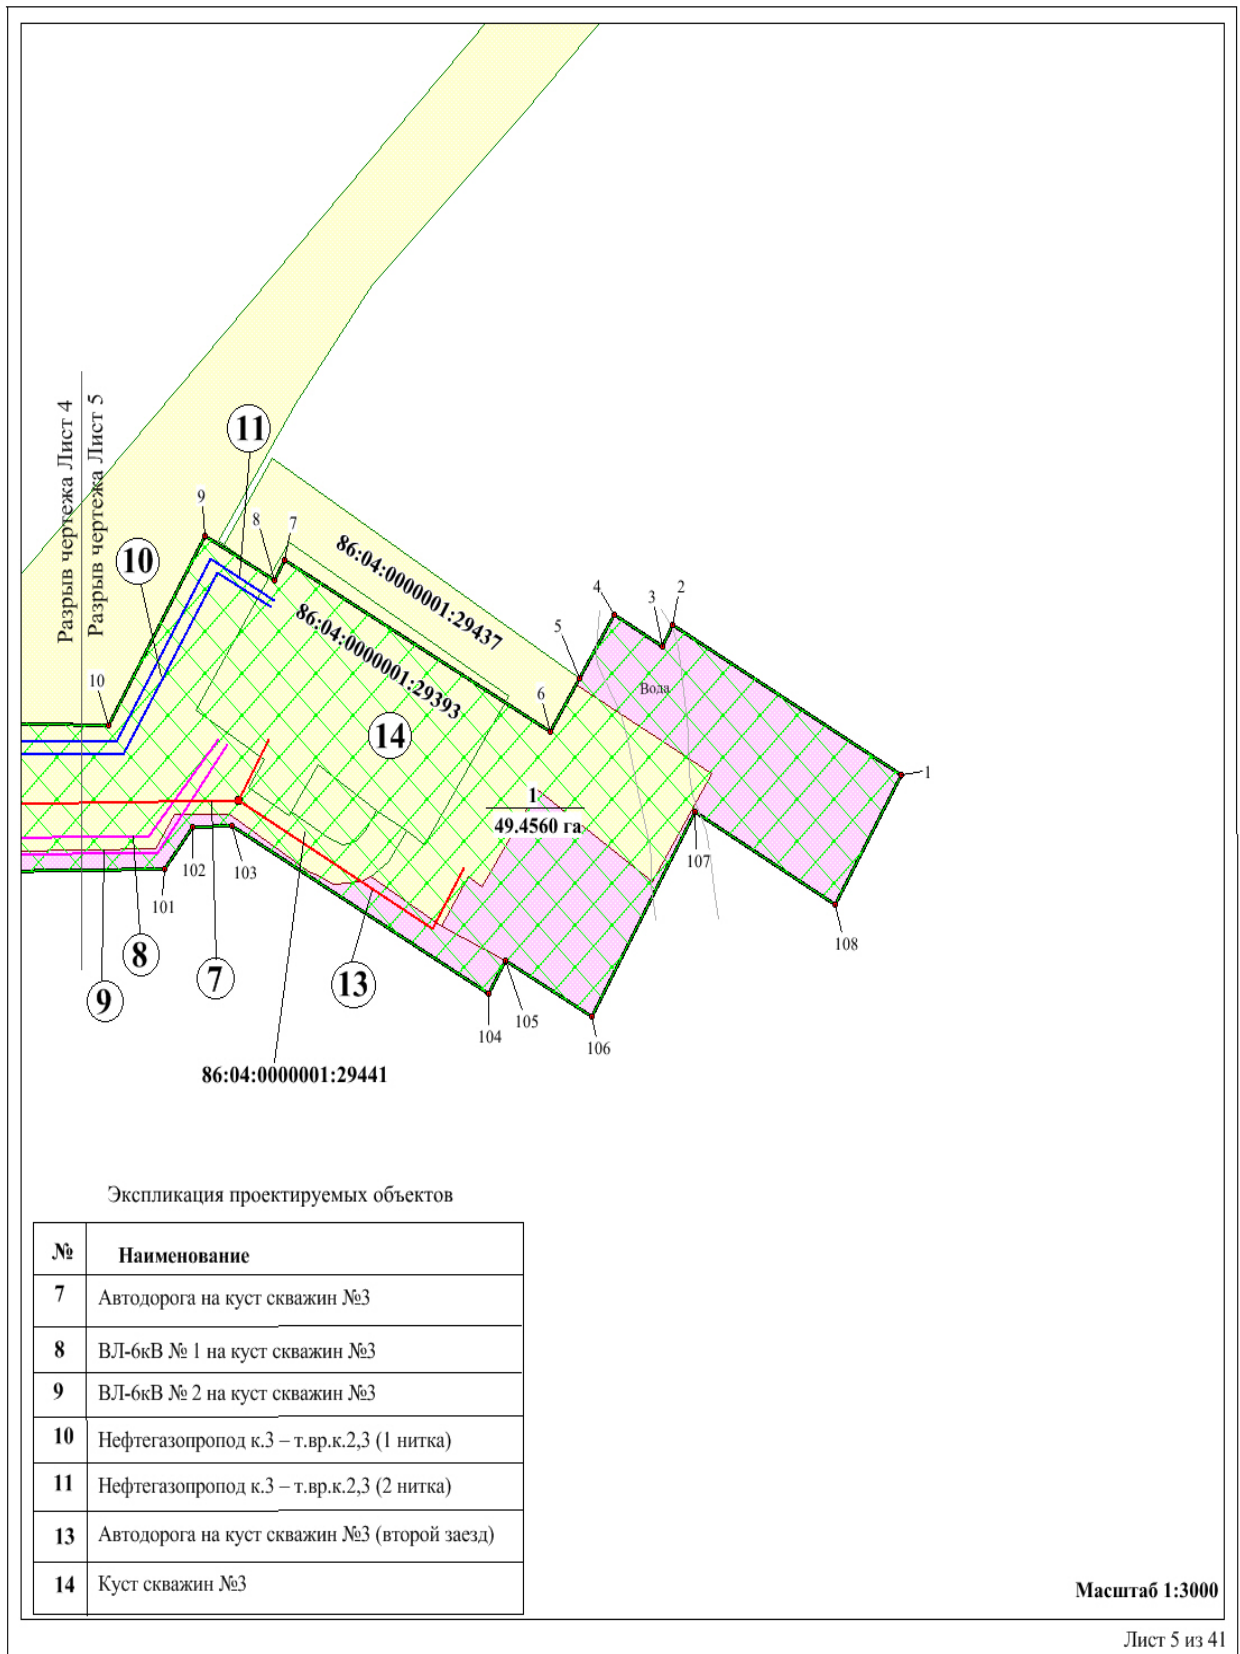 Разрыв чертежа Лист 4
Разрыв чертежа Лист 5
11
9
8
7
10
86:04:0000001:29437
86:04:0000001:29393
4
3
2
5
Вода
10
6
14
1
1
49.4560 га
102
103
107
101
108
8
7
13
9
104
105
106
86:04:0000001:29441
Экспликация проектируемых объектов
№ Наименование
7 Автодорога на куст скважин №3
8 ВЛ-6кВ № 1 на куст скважин №3
9 ВЛ-6кВ № 2 на куст скважин №3
10 Нефтегазопропод к.3 – т.вр.к.2,3 (1 нитка)
11 Нефтегазопропод к.3 – т.вр.к.2,3 (2 нитка)
13 Автодорога на куст скважин №3 (второй заезд)
14 Куст скважин №3
Масштаб 1:3000
Лист 5 из 41